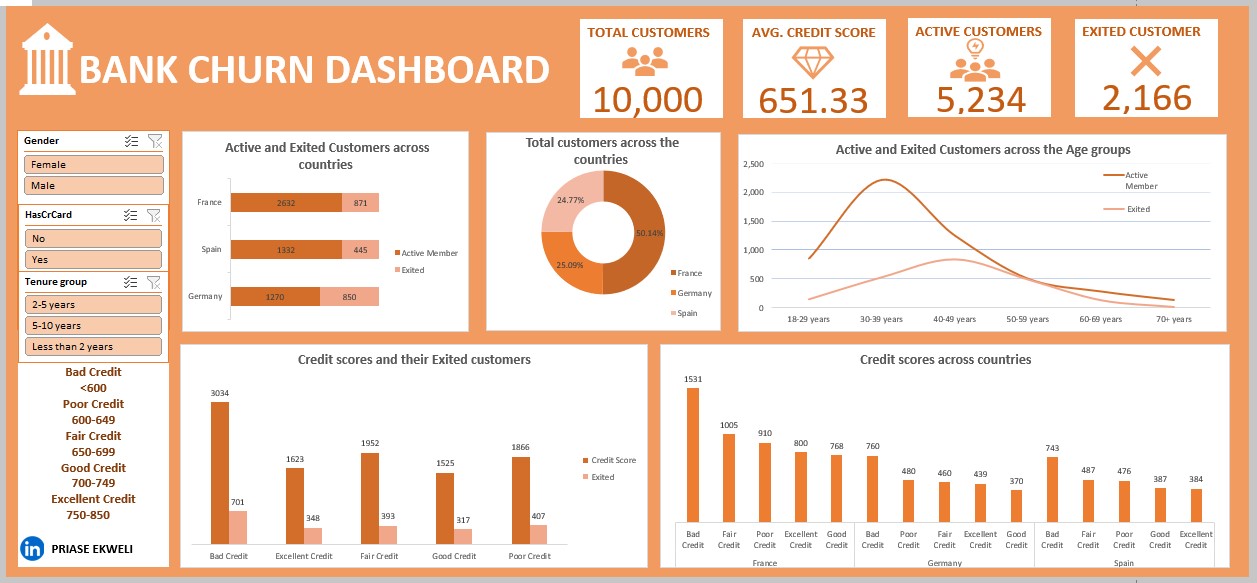 BANK CHURN DASHBOARD
TOTAL CUSTOMERS
10,000
AVG. CREDIT SCORE
651.33
ACTIVE CUSTOMERS
5,234
EXITED CUSTOMER
2,166
Gender
Female
Male
HasCrCard
No
Yes
Tenure group
2-5 years
5-10 years
Less than 2 years
Bad Credit
<600
Poor Credit
600-649
Fair Credit
650-699
Good Credit
700-749
Excellent Credit
750-850
in
PRIASE EKWELI
Active and Exited Customers across
countries
France
2632
871
Spain
1332
445
Germany
1270
850
Active Member
Exited
Total customers across the
countries
24.77%
50.14%
25.09%
France
Germany
Spain
Active and Exited Customers across the Age groups
2,500
2,000
1,500
1,000
500
0
18-29 years
30-39 years
40-49 years
50-59 years
60-69 years
70+ years
Active
Member
Exited
Credit scores and their Exited customers
3034
701
1623
348
1952
393
1525
317
1866
407
Bad Credit
Excellent Credit
Fair Credit
Good Credit
Poor Credit
Credit Score
Exited
Credit scores across countries
1531
1005
910
800
768
760
480
460
439
370
743
487
476
387
384
Bad
Credit
Fair
Credit
Poor
Credit
Excellent
Credit
Good
Credit
Bad
Credit
Poor
Credit
Fair
Credit
Excellent
Credit
Good
Credit
Bad
Credit
Fair
Credit
Poor
Credit
Good
Credit
Excellent
Credit
France
Germany
Spain